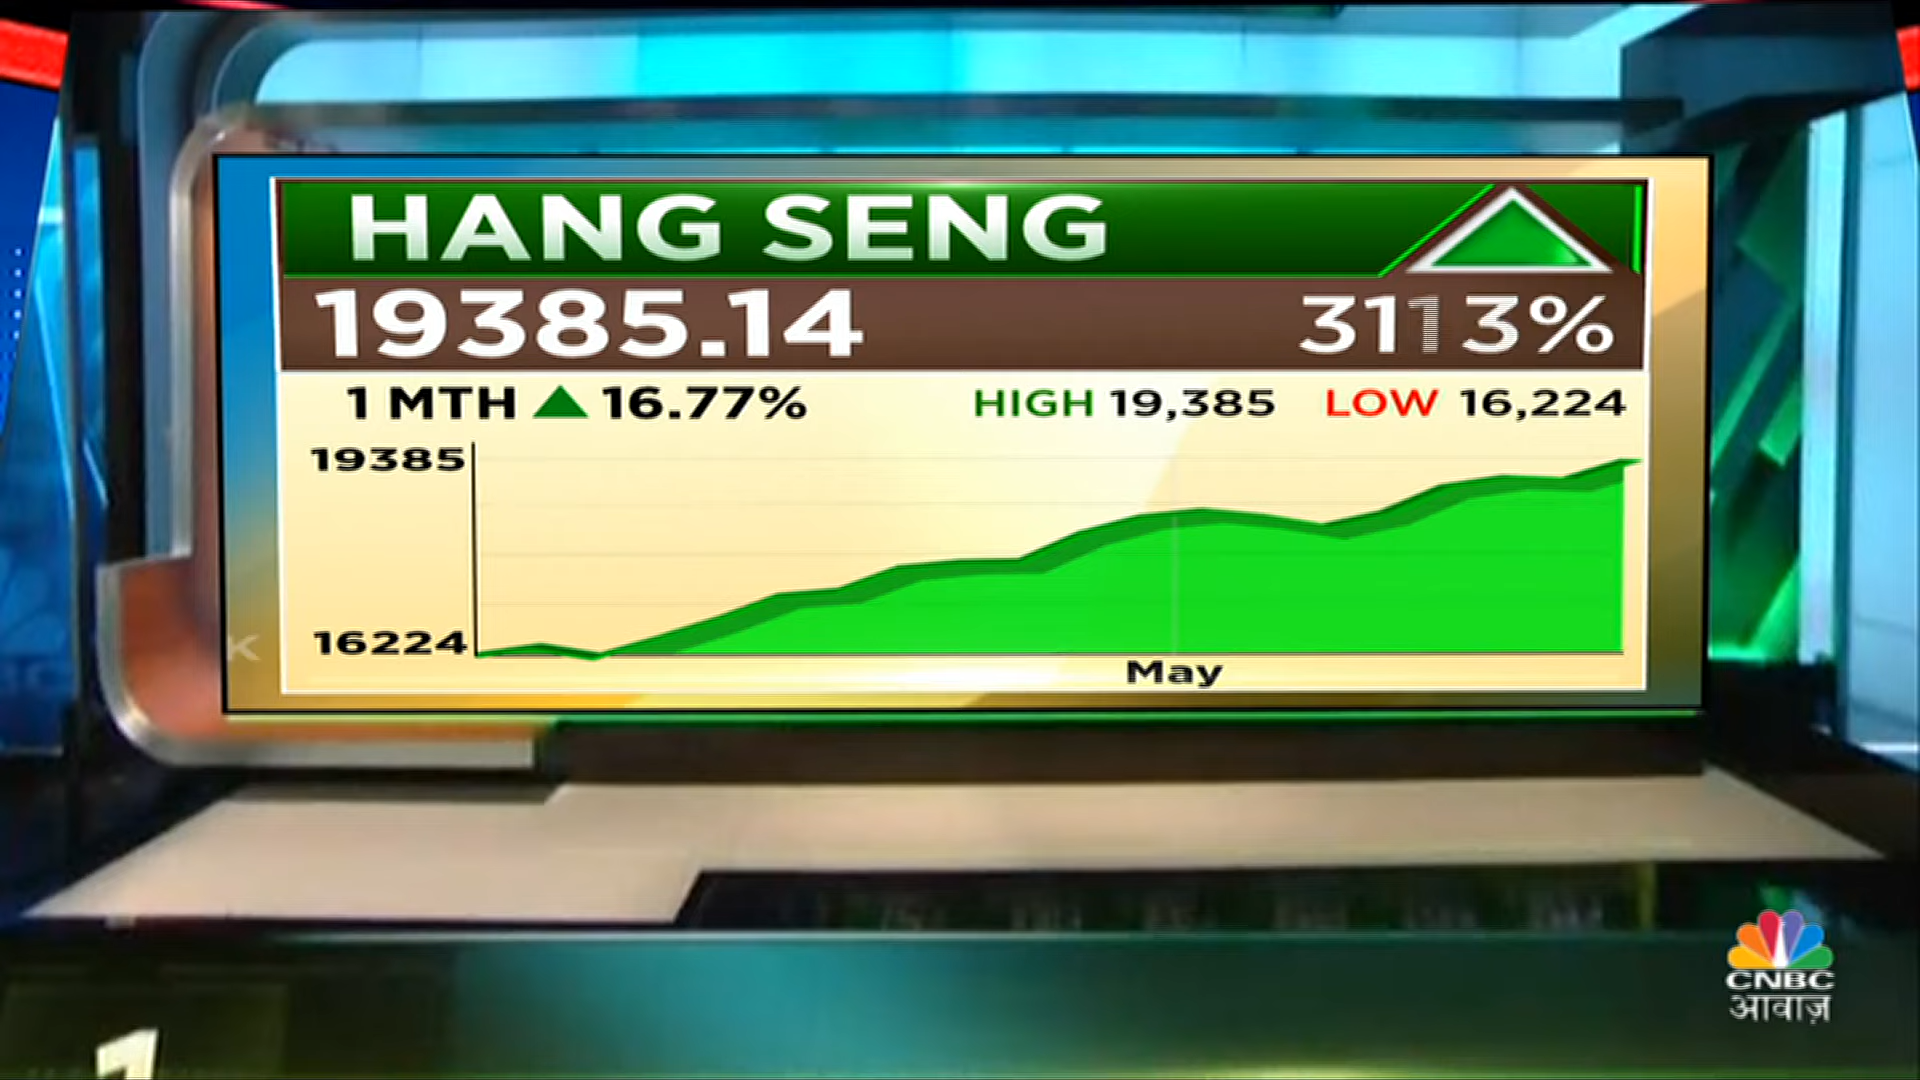 HANG SENG
19385.14
1 MTH ▲ 16.77% HIGH 19,385 LOW 16,224
19385
16224
May
K
CNBC
आवाज़
1